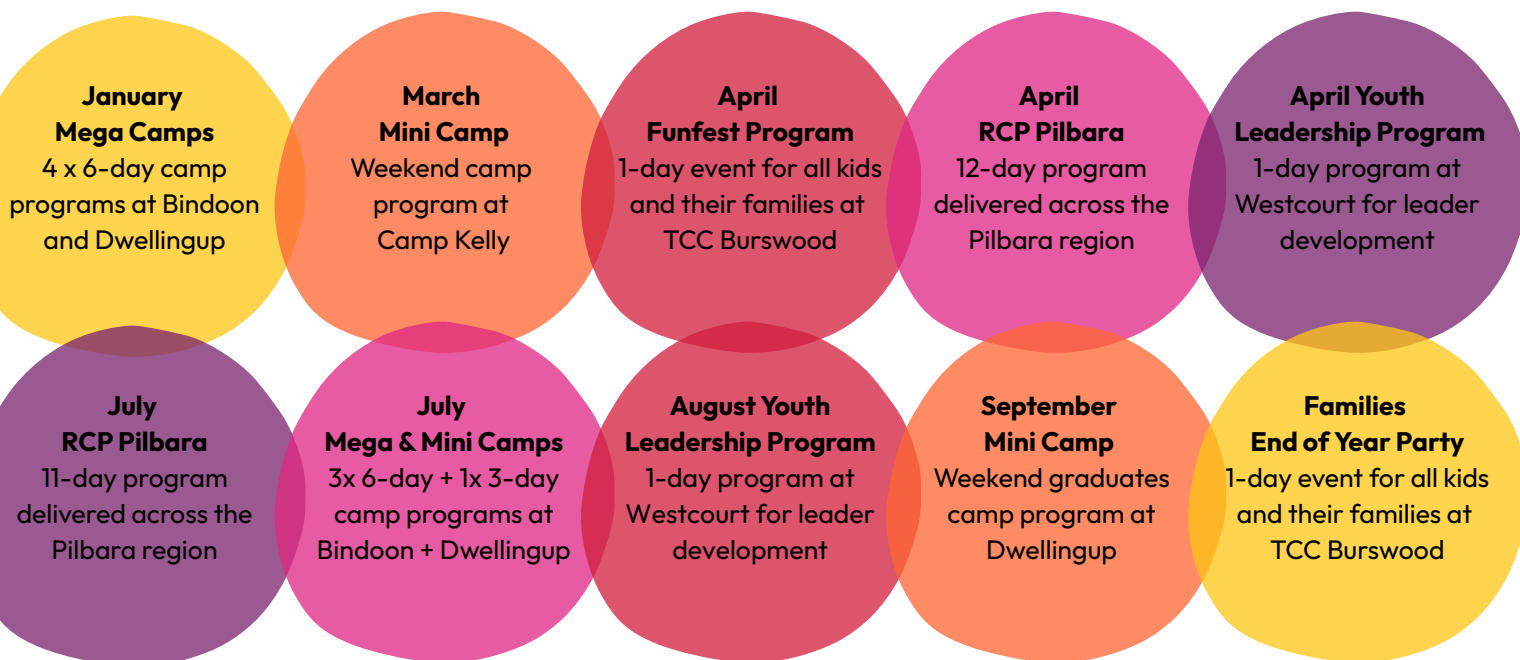 January
Mega Camps
4 x 6-day camp
programs at Bindoon
and Dwellingup
March
Mini Camp
Weekend camp
program at
Camp Kelly
April
Funfest Program
1-day event for all kids
and their families at
TCC Burswood
April
RCP Pilbara
12-day program
delivered across the
Pilbara region
April Youth
Leadership Program
1-day program at
Westcourt for leader
development
July
RCP Pilbara
11-day program
delivered across the
Pilbara region
July
Mega & Mini Camps
3x 6-day + 1x 3-day
camp programs at
Bindoon + Dwellingup
August Youth
Leadership Program
1-day program at
Westcourt for leader
development
September
Mini Camp
Weekend graduates
camp program at
Dwellingup
Families
End of Year Party
1-day event for all kids
and their families at
TCC Burswood